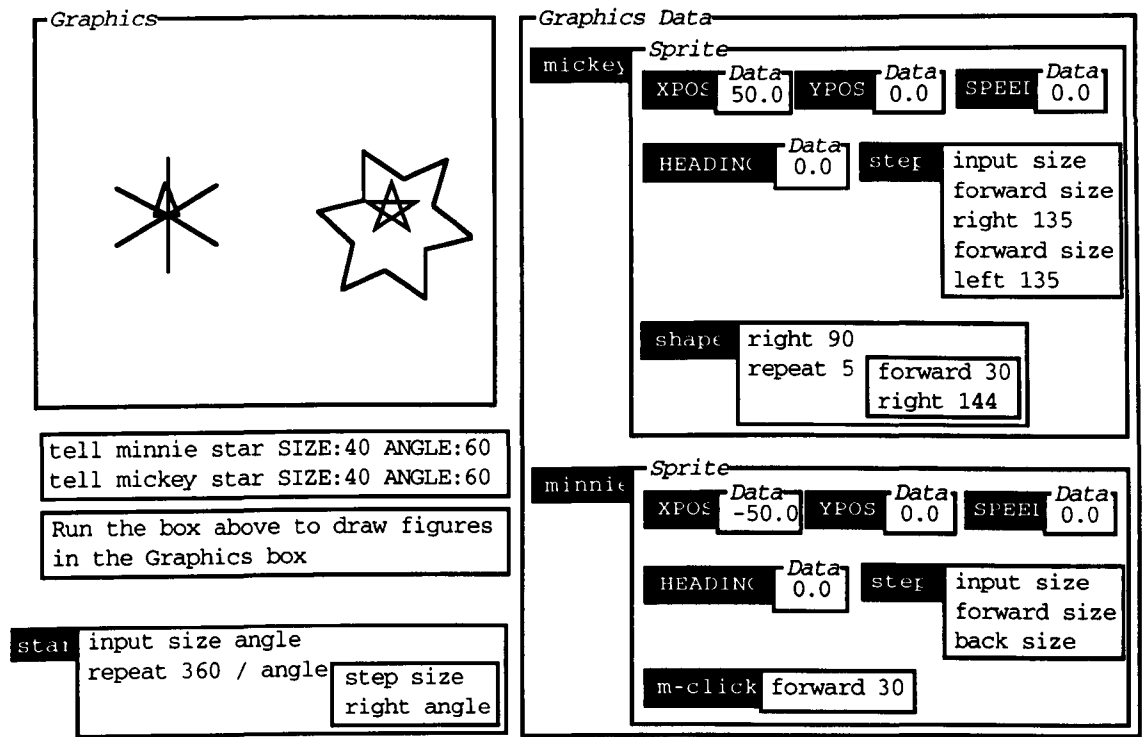 Graphics
tell minnie star SIZE:40 ANGLE:60
tell mickey star SIZE:40 ANGLE:60
Run the box above to draw figures
in the Graphics box
star
input size angle
repeat 360 / angle
step size
right angle
Graphics Data
mickey
Sprite
XPOS
Data
50.0
YPOS
Data
0.0
SPEED
Data
0.0
HEADING
Data
0.0
step
input size
forward size
right 135
forward size
left 135
shape
right 90
repeat 5
forward 30
right 144
minnie
Sprite
XPOS
Data
-50.0
YPOS
Data
0.0
SPEED
Data
0.0
HEADING
Data
0.0
step
input size
forward size
back size
m-click
forward 30